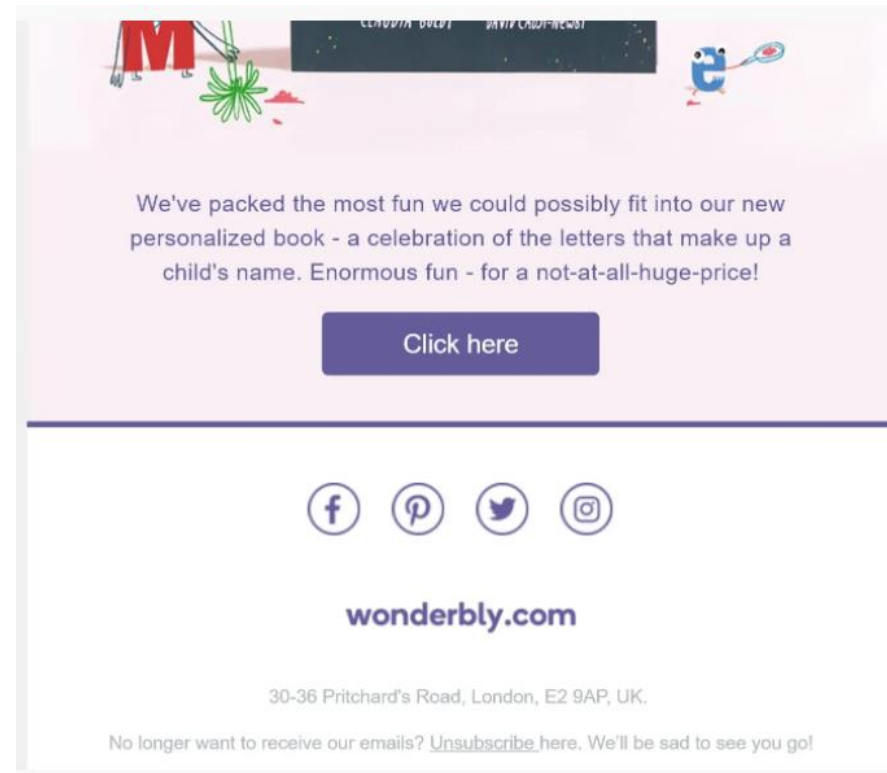 M
e
We've packed the most fun we could possibly fit into our new
personalized book - a celebration of the letters that make up a
child's name. Enormous fun - for a not-at-all-huge-price!
Click here
wonderbly.com
30-36 Pritchard's Road, London, E2 9AP, UK.
No longer want to receive our emails? Unsubscribe here. We'll be sad to see you go!